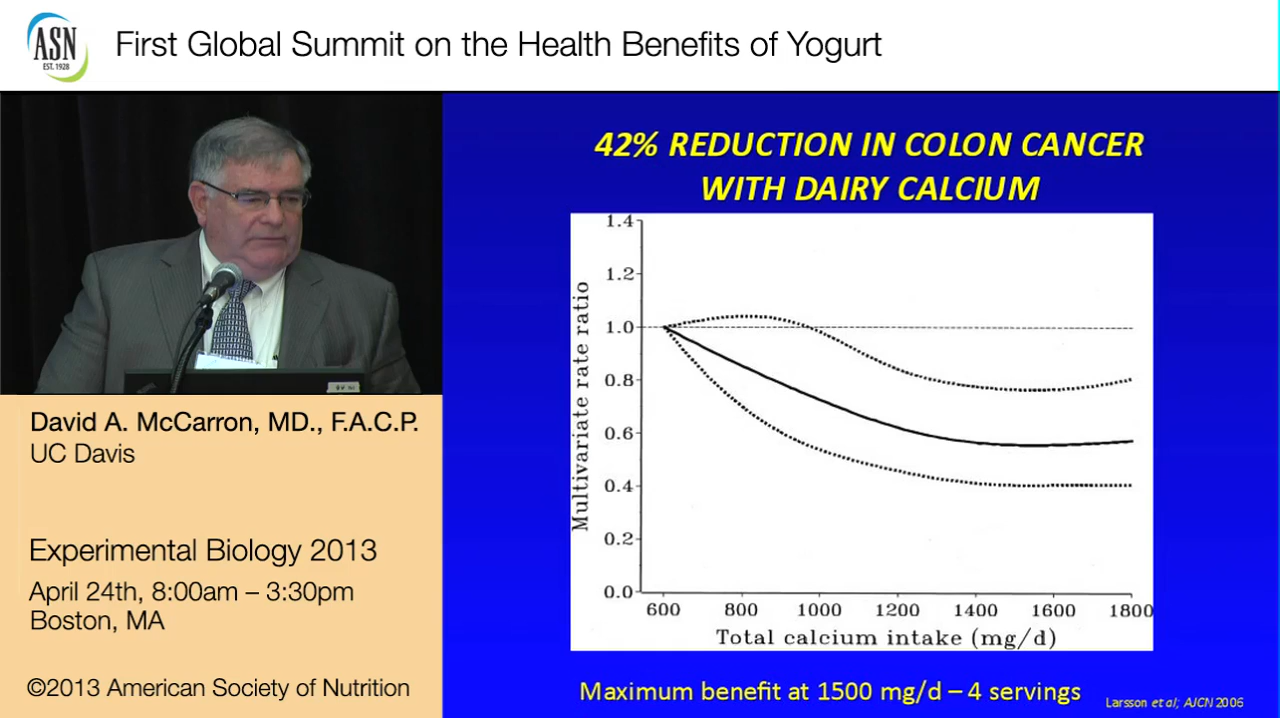 ASN
EST. 1928
First Global Summit on the Health Benefits of Yogurt
David A. McCarron, MD., F.A.C.P.
UC Davis
Experimental Biology 2013
April 24th, 8:00am – 3:30pm
Boston, MA
©2013 American Society of Nutrition
42% REDUCTION IN COLON CANCER
WITH DAIRY CALCIUM
Multivariate rate ratio
1.4
1.2
1.0
0.8
0.6
0.4
0.2
0.0
600 800 1000 1200 1400 1600 1800
Total calcium intake (mg/d)
Maximum benefit at 1500 mg/d – 4 servings
Larsson et al; AJCN 2006